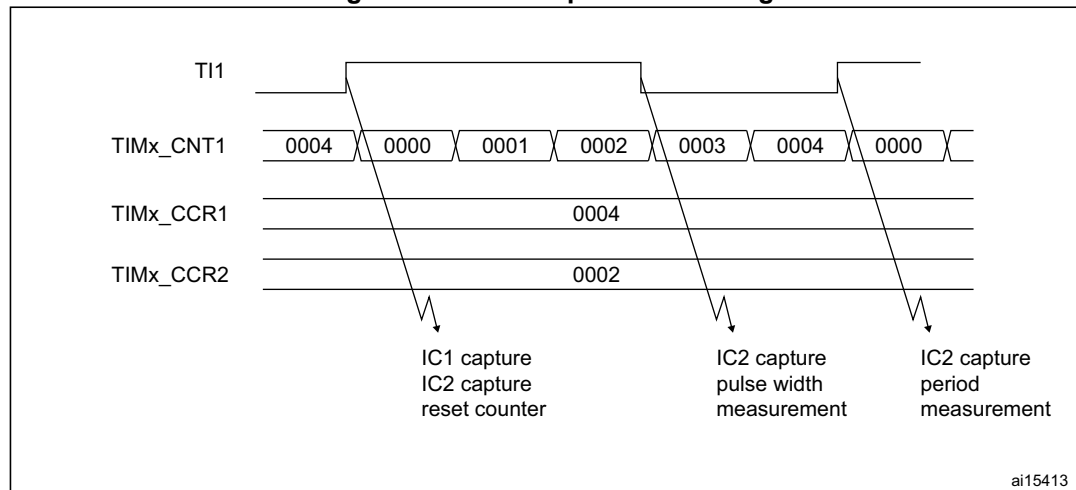 TI1
TIMx_CNT1 0004 0000 0001 0002 0003 0004 0000
TIMx_CCR1 0004
TIMx_CCR2 0002
IC1 capture
IC2 capture
reset counter
IC2 capture
pulse width
measurement
IC2 capture
period
measurement
ai15413